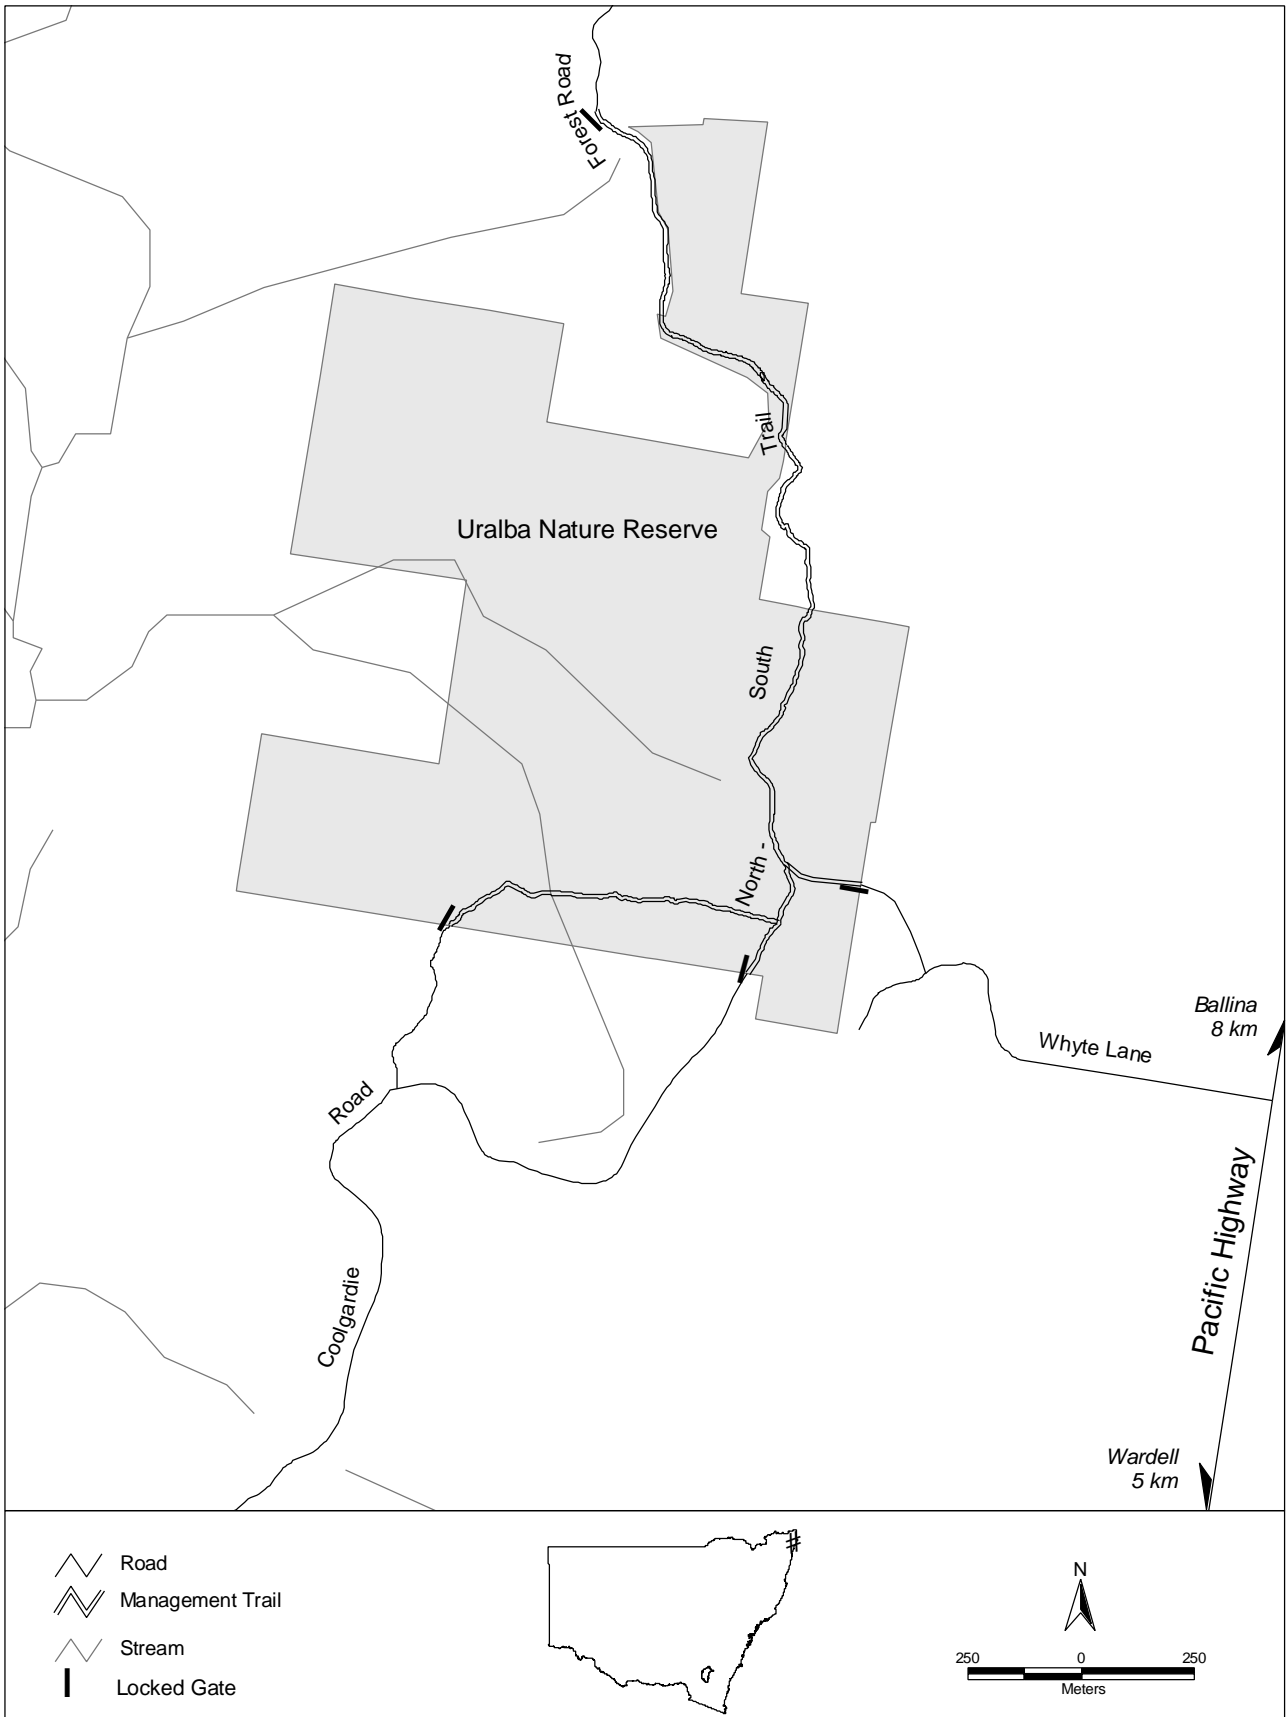 Forest Road
Trail
Uralba Nature Reserve
South
North -
Ballina
8 km
Whyte Lane
Road
Pacific Highway
Coolgardie
Wardell
5 km
Road
Management Trail
Stream
Locked Gate
N
250 0 250
Meters